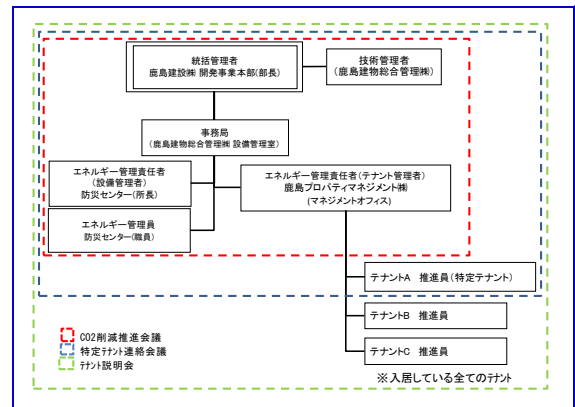 統括管理者
鹿島建設㈱ 開発事業本部(部長)
技術管理者
(鹿島建物総合管理㈱)
事務局
(鹿島建物総合管理㈱ 設備管理室)
エネルギー管理責任者
(設備管理者)
防災センター(所長)
エネルギー管理責任者(テナント管理者)
鹿島プロパティマネジメント㈱
(マネジメントオフィス)
エネルギー管理員
防災センター(職員)
テナントA 推進員(特定テナント)
テナントB 推進員
テナントC 推進員
CO2削減推進会議
特定テナント連絡会議
テナント説明会
※入居している全てのテナント